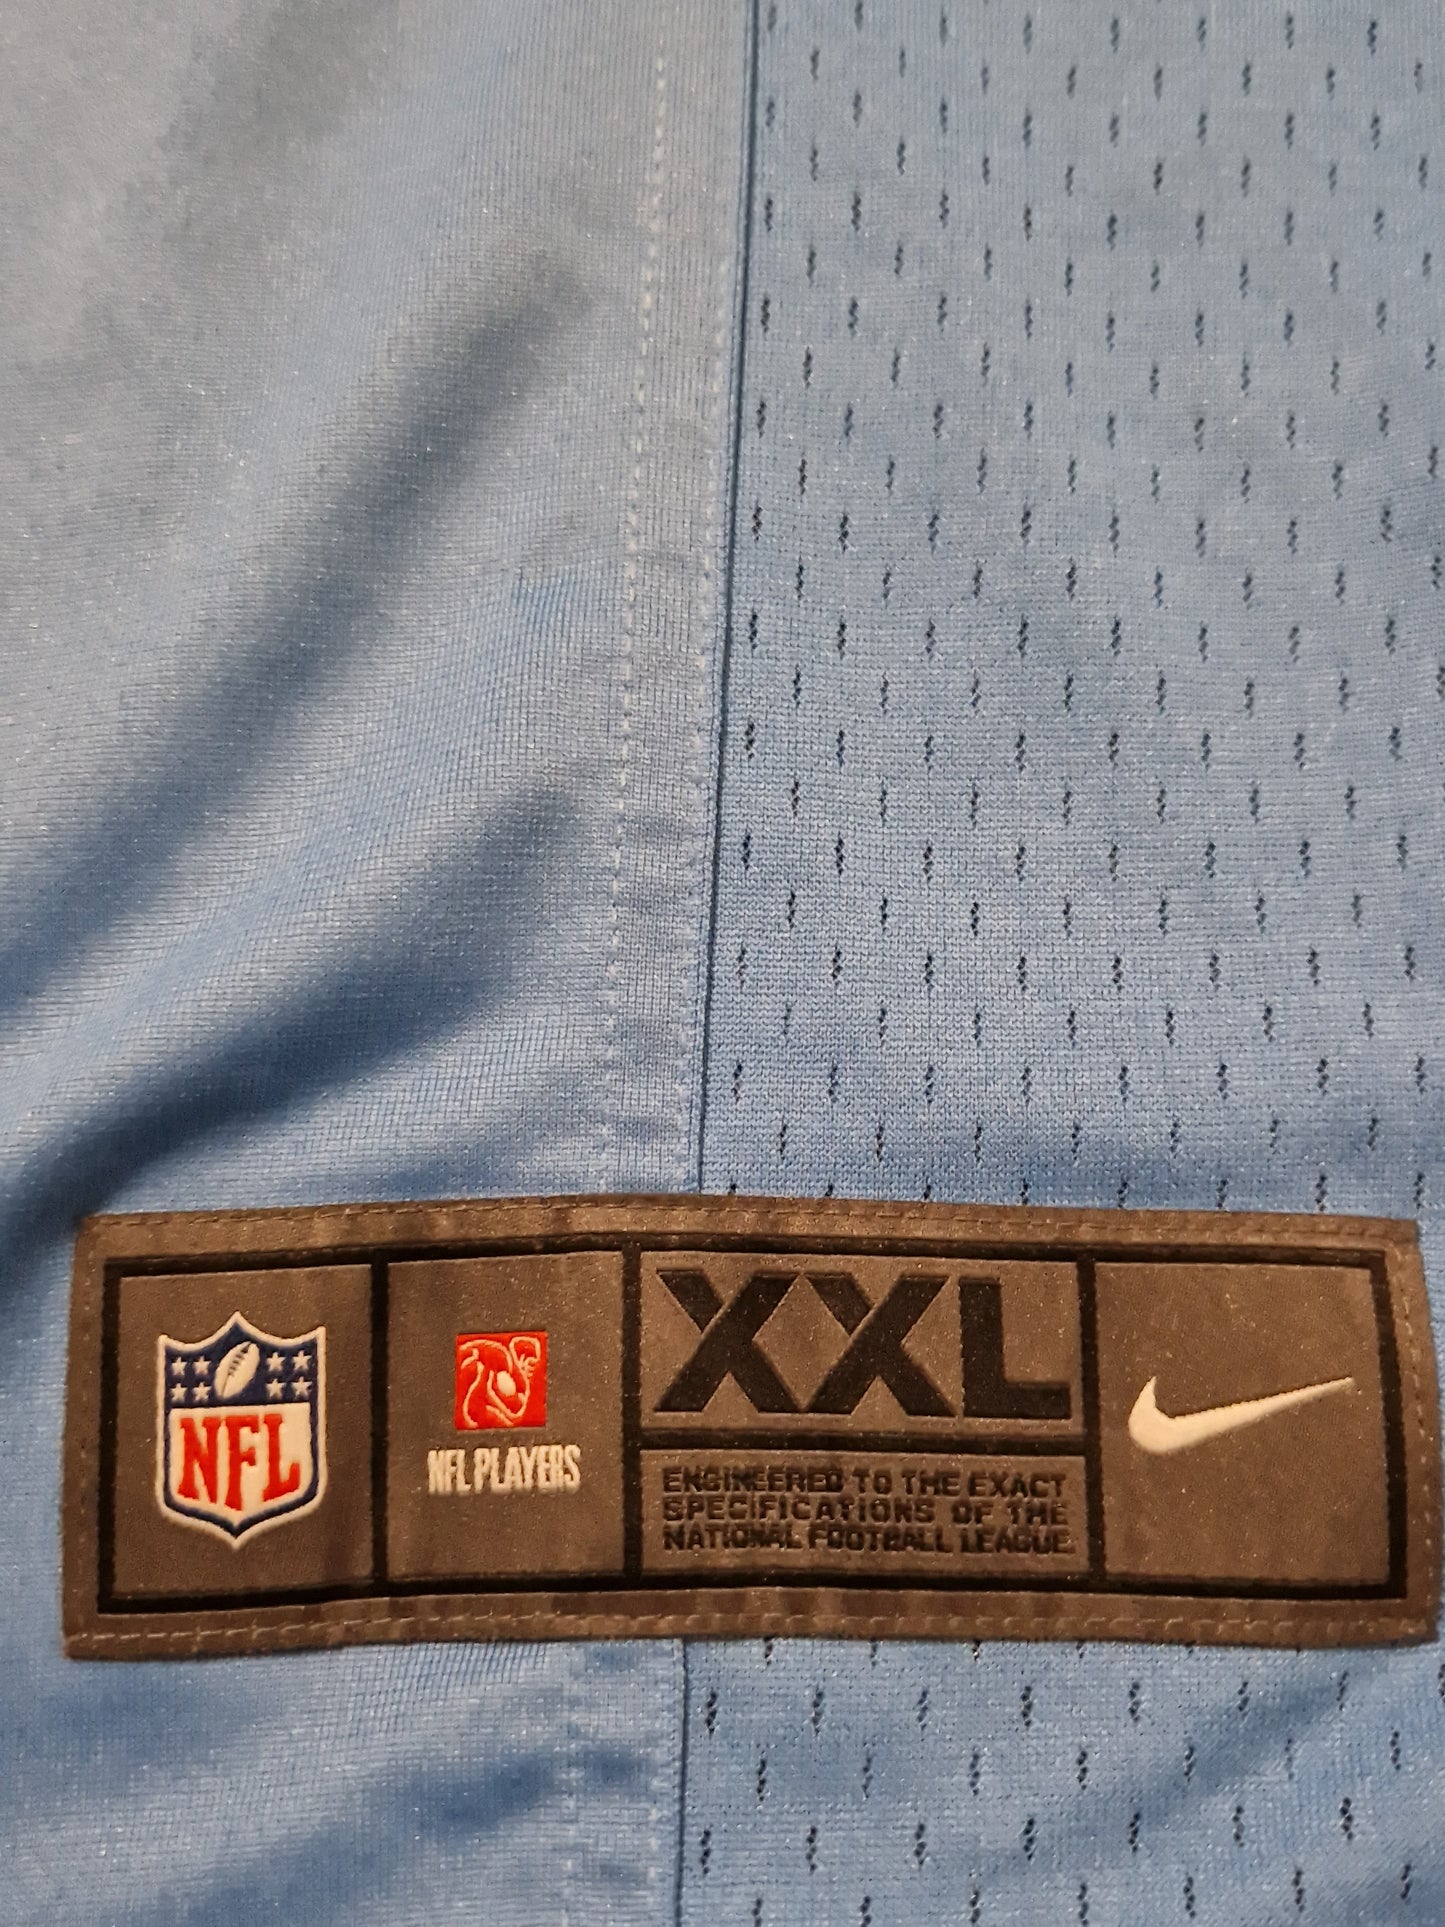 NFL
NFL PLAYERS
XXL
ENGINEERED TO THE EXACT
SPECIFICATIONS OF THE
NATIONAL FOOTBALL LEAGUE